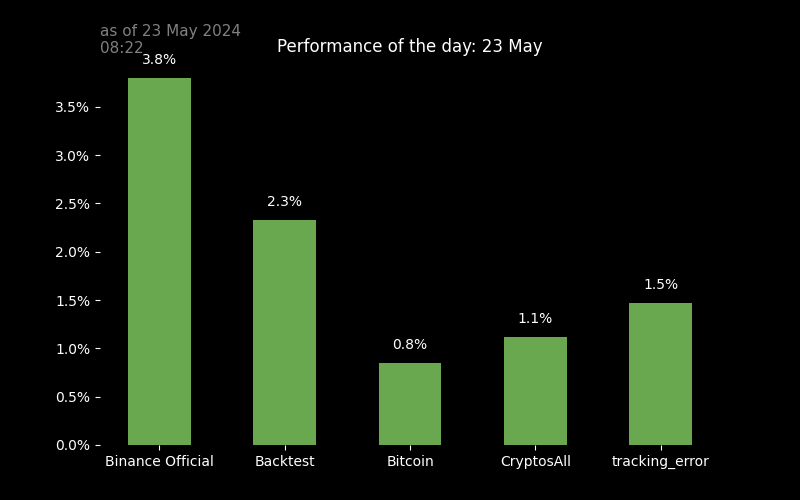 as of 23 May 2024
08:22
Performance of the day: 23 May
3.8%
3.5%
3.0%
2.5%
2.3%
2.0%
1.5%
1.5%
1.1%
1.0%
0.8%
0.5%
0.0%
Binance Official
Backtest
Bitcoin
CryptosAll
tracking_error